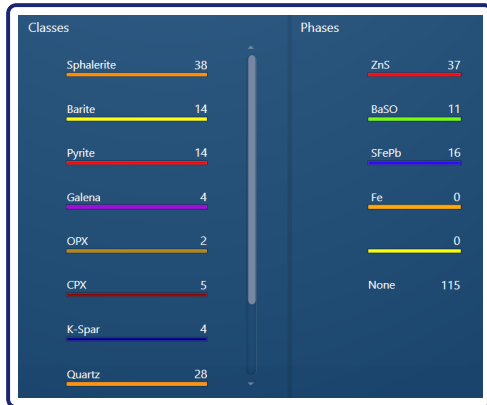 Classes
Sphalerite 38
Barite 14
Pyrite 14
Galena 4
OPX 2
CPX 5
K-Spar 4
Quartz 28
Phases
ZnS 37
BaSO 11
SFePb 16
Fe 0
0
None 115